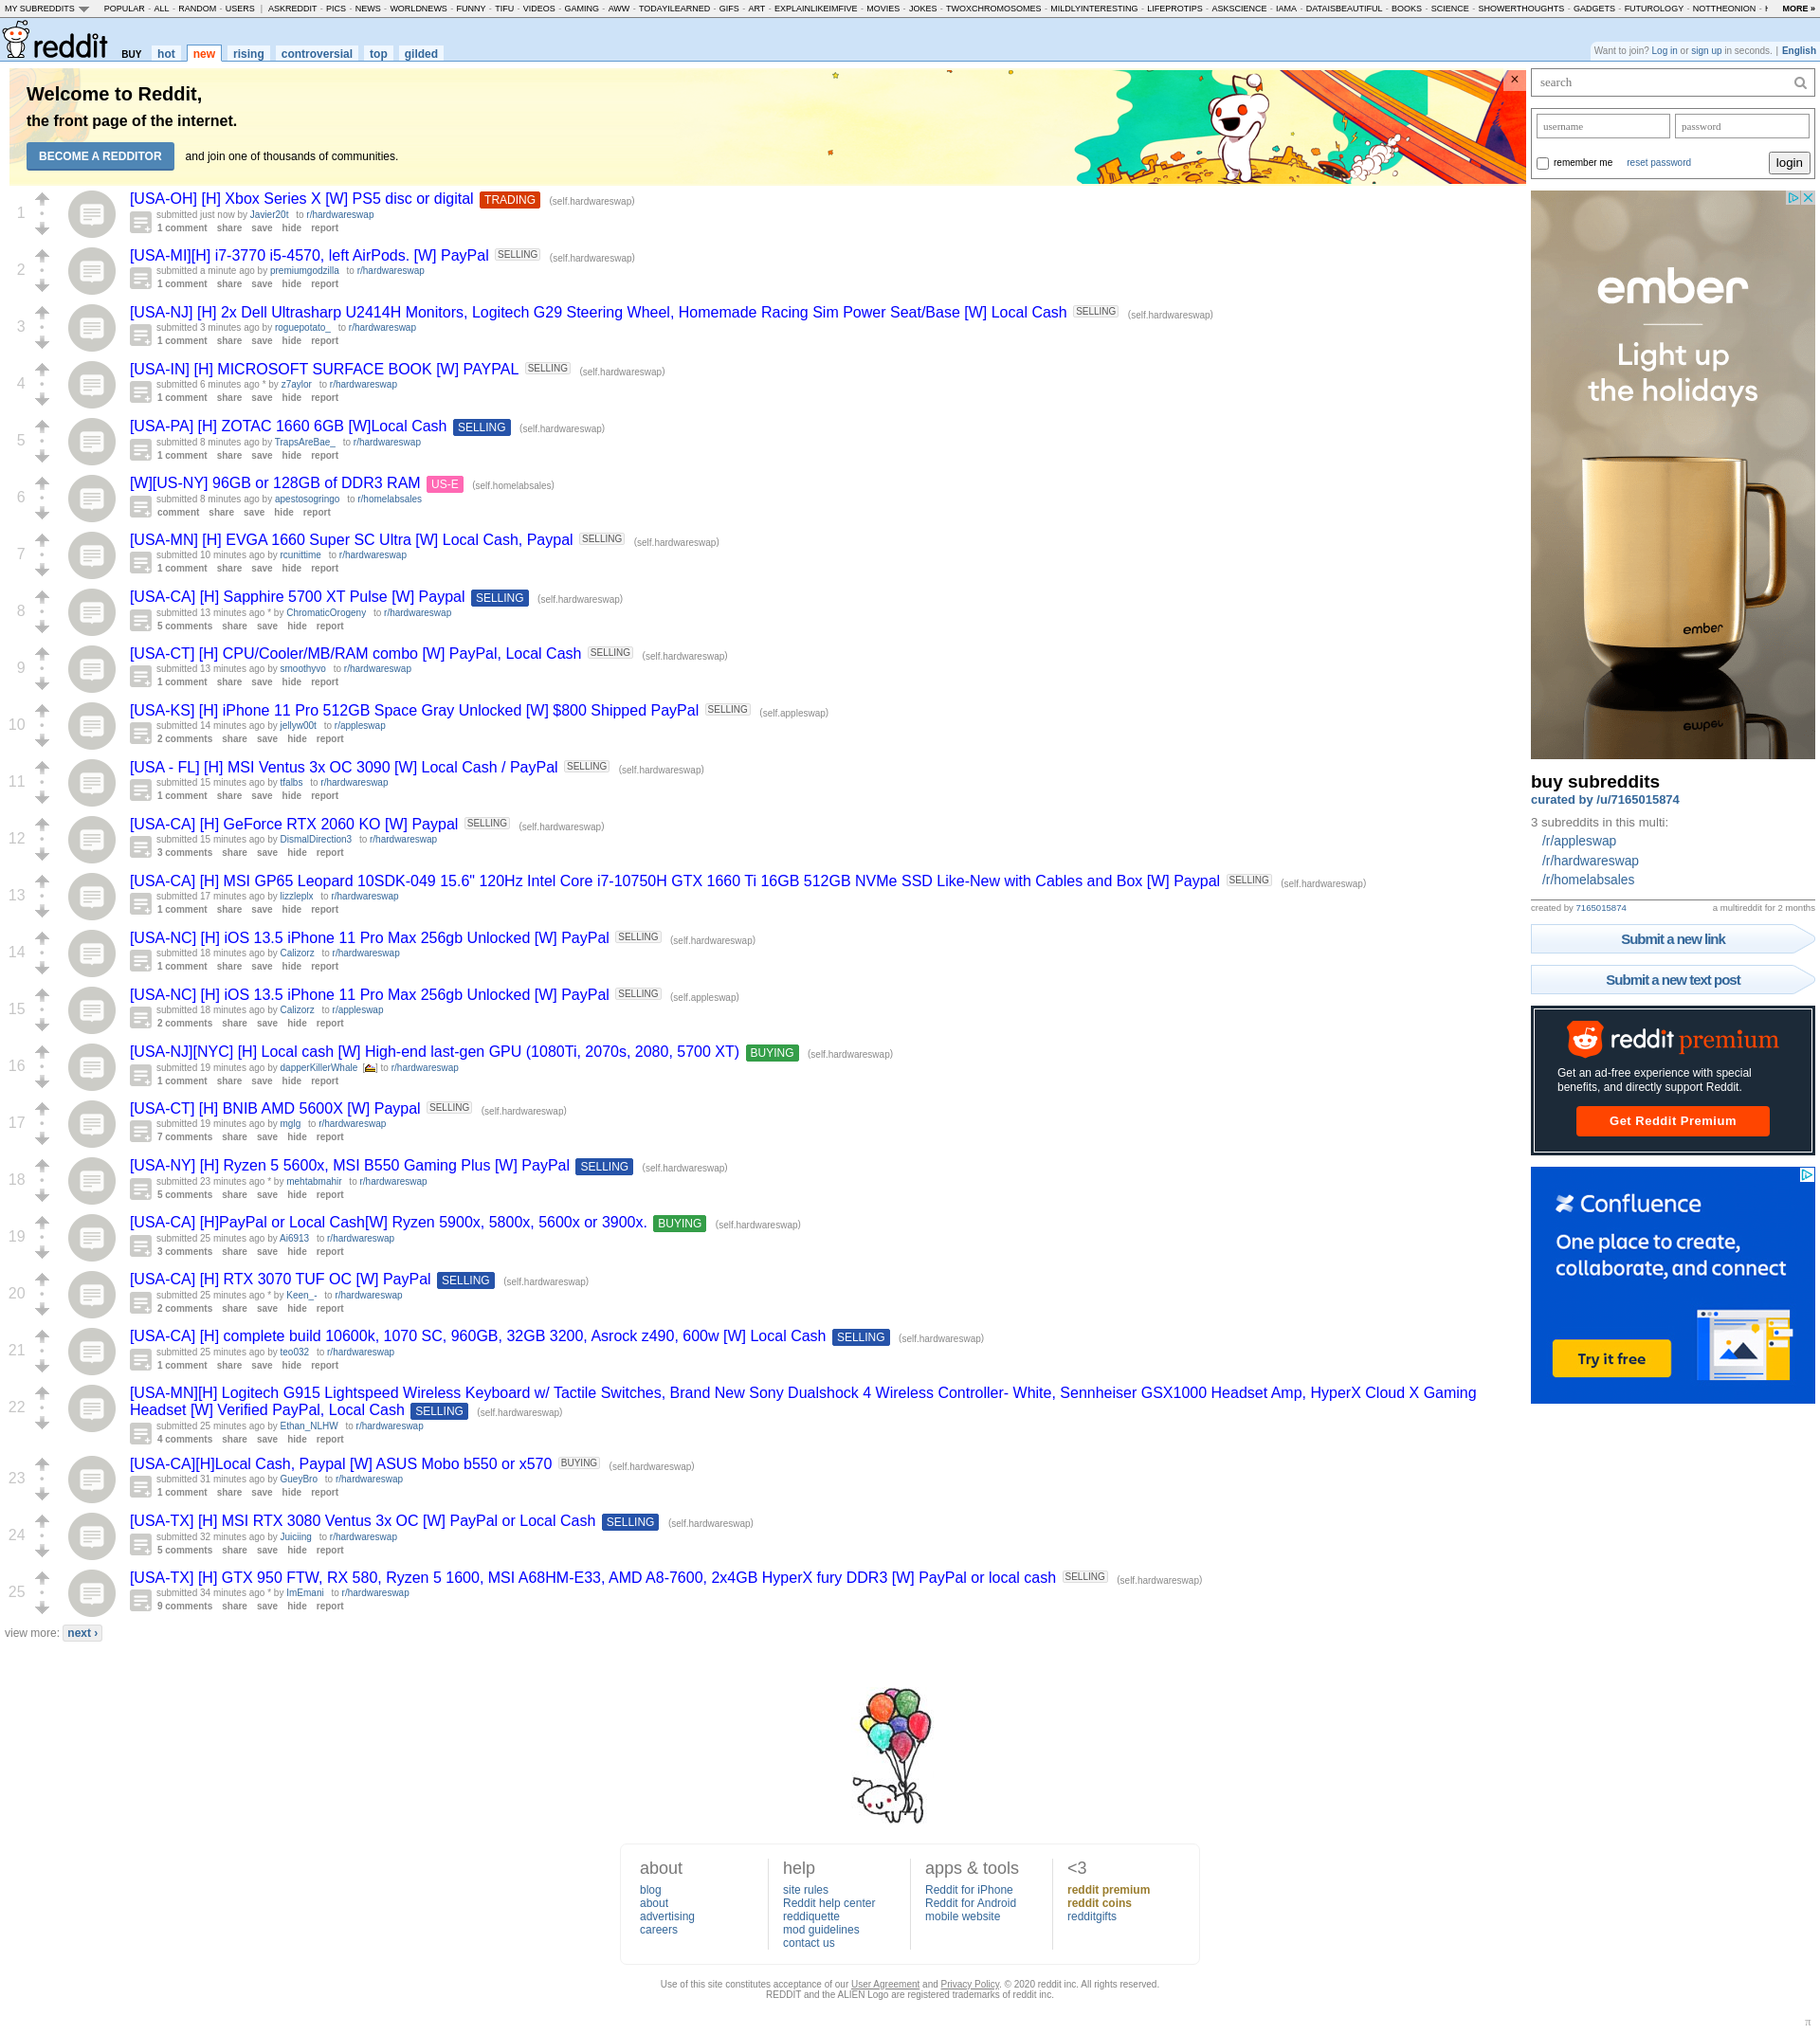 MY SUBREDDITS POPULAR - ALL - RANDOM - USERS | ASKREDDIT - PICS - NEWS - WORLDNEWS - FUNNY - TIFU - VIDEOS - GAMING - AWW - TODAYILEARNED - GIFS - ART - EXPLAINLIKEIMFIVE - MOVIES - JOKES - TWOXCHROMOSOMES - MILDLYINTERESTING - LIFEPROTIPS - ASKSCIENCE - IAMA - DATAISBEAUTIFUL - BOOKS - SCIENCE - SHOWERTHOUGHTS - GADGETS - FUTUROLOGY - NOTTHEONION - MORE »
reddit BUY hot new rising controversial top gilded
Want to join? Log in or sign up in seconds. | English
Welcome to Reddit,
the front page of the internet.
BECOME A REDDITOR and join one of thousands of communities.
×
1
[USA-OH] [H] Xbox Series X [W] PS5 disc or digital TRADING (self.hardwareswap)
submitted just now by Javier20t to r/hardwareswap
1 comment share save hide report
2
[USA-MI][H] i7-3770 i5-4570, left AirPods. [W] PayPal SELLING (self.hardwareswap)
submitted a minute ago by premiumgodzilla to r/hardwareswap
1 comment share save hide report
3
[USA-NJ] [H] 2x Dell Ultrasharp U2414H Monitors, Logitech G29 Steering Wheel, Homemade Racing Sim Power Seat/Base [W] Local Cash SELLING (self.hardwareswap)
submitted 3 minutes ago by roguepotato_ to r/hardwareswap
1 comment share save hide report
4
[USA-IN] [H] MICROSOFT SURFACE BOOK [W] PAYPAL SELLING (self.hardwareswap)
submitted 6 minutes ago * by z7aylor to r/hardwareswap
1 comment share save hide report
5
[USA-PA] [H] ZOTAC 1660 6GB [W]Local Cash SELLING (self.hardwareswap)
submitted 8 minutes ago by TrapsAreBae_ to r/hardwareswap
1 comment share save hide report
6
[W][US-NY] 96GB or 128GB of DDR3 RAM US-E (self.homelabsales)
submitted 8 minutes ago by apestosogringo to r/homelabsales
comment share save hide report
7
[USA-MN] [H] EVGA 1660 Super SC Ultra [W] Local Cash, Paypal SELLING (self.hardwareswap)
submitted 10 minutes ago by rcunittime to r/hardwareswap
1 comment share save hide report
8
[USA-CA] [H] Sapphire 5700 XT Pulse [W] Paypal SELLING (self.hardwareswap)
submitted 13 minutes ago * by ChromaticOrogeny to r/hardwareswap
5 comments share save hide report
9
[USA-CT] [H] CPU/Cooler/MB/RAM combo [W] PayPal, Local Cash SELLING (self.hardwareswap)
submitted 13 minutes ago by smoothyvo to r/hardwareswap
1 comment share save hide report
10
[USA-KS] [H] iPhone 11 Pro 512GB Space Gray Unlocked [W] $800 Shipped PayPal SELLING (self.appleswap)
submitted 14 minutes ago by jellyw00t to r/appleswap
2 comments share save hide report
11
[USA - FL] [H] MSI Ventus 3x OC 3090 [W] Local Cash / PayPal SELLING (self.hardwareswap)
submitted 15 minutes ago by tfalbs to r/hardwareswap
1 comment share save hide report
12
[USA-CA] [H] GeForce RTX 2060 KO [W] Paypal SELLING (self.hardwareswap)
submitted 15 minutes ago by DismalDirection3 to r/hardwareswap
3 comments share save hide report
13
[USA-CA] [H] MSI GP65 Leopard 10SDK-049 15.6" 120Hz Intel Core i7-10750H GTX 1660 Ti 16GB 512GB NVMe SSD Like-New with Cables and Box [W] Paypal SELLING (self.hardwareswap)
submitted 17 minutes ago by lizzleplx to r/hardwareswap
1 comment share save hide report
14
[USA-NC] [H] iOS 13.5 iPhone 11 Pro Max 256gb Unlocked [W] PayPal SELLING (self.hardwareswap)
submitted 18 minutes ago by Calizorz to r/hardwareswap
1 comment share save hide report
15
[USA-NC] [H] iOS 13.5 iPhone 11 Pro Max 256gb Unlocked [W] PayPal SELLING (self.appleswap)
submitted 18 minutes ago by Calizorz to r/appleswap
2 comments share save hide report
16
[USA-NJ][NYC] [H] Local cash [W] High-end last-gen GPU (1080Ti, 2070s, 2080, 5700 XT) BUYING (self.hardwareswap)
submitted 19 minutes ago by dapperKillerWhale [] to r/hardwareswap
1 comment share save hide report
17
[USA-CT] [H] BNIB AMD 5600X [W] Paypal SELLING (self.hardwareswap)
submitted 19 minutes ago by mglg to r/hardwareswap
7 comments share save hide report
18
[USA-NY] [H] Ryzen 5 5600x, MSI B550 Gaming Plus [W] PayPal SELLING (self.hardwareswap)
submitted 23 minutes ago * by mehtabmahir to r/hardwareswap
5 comments share save hide report
19
[USA-CA] [H]PayPal or Local Cash[W] Ryzen 5900x, 5800x, 5600x or 3900x. BUYING (self.hardwareswap)
submitted 25 minutes ago by Ai6913 to r/hardwareswap
3 comments share save hide report
20
[USA-CA] [H] RTX 3070 TUF OC [W] PayPal SELLING (self.hardwareswap)
submitted 25 minutes ago * by Keen_- to r/hardwareswap
2 comments share save hide report
21
[USA-CA] [H] complete build 10600k, 1070 SC, 960GB, 32GB 3200, Asrock z490, 600w [W] Local Cash SELLING (self.hardwareswap)
submitted 25 minutes ago by teo032 to r/hardwareswap
1 comment share save hide report
22
[USA-MN][H] Logitech G915 Lightspeed Wireless Keyboard w/ Tactile Switches, Brand New Sony Dualshock 4 Wireless Controller- White, Sennheiser GSX1000 Headset Amp, HyperX Cloud X Gaming
Headset [W] Verified PayPal, Local Cash SELLING (self.hardwareswap)
submitted 25 minutes ago by Ethan_NLHW to r/hardwareswap
4 comments share save hide report
23
[USA-CA][H]Local Cash, Paypal [W] ASUS Mobo b550 or x570 BUYING (self.hardwareswap)
submitted 31 minutes ago by GueyBro to r/hardwareswap
1 comment share save hide report
24
[USA-TX] [H] MSI RTX 3080 Ventus 3x OC [W] PayPal or Local Cash SELLING (self.hardwareswap)
submitted 32 minutes ago by Juiciing to r/hardwareswap
5 comments share save hide report
25
[USA-TX] [H] GTX 950 FTW, RX 580, Ryzen 5 1600, MSI A68HM-E33, AMD A8-7600, 2x4GB HyperX fury DDR3 [W] PayPal or local cash SELLING (self.hardwareswap)
submitted 34 minutes ago * by ImEmani to r/hardwareswap
9 comments share save hide report
view more: next ›
search
username password
remember me reset password login
ember
Light up
the holidays
ember
ember
buy subreddits
curated by /u/7165015874
3 subreddits in this multi:
/r/appleswap
/r/hardwareswap
/r/homelabsales
created by 7165015874 a multireddit for 2 months
Submit a new link
Submit a new text post
reddit premium
Get an ad-free experience with special
benefits, and directly support Reddit.
Get Reddit Premium
Confluence
One place to create,
collaborate, and connect
Try it free
about
blog
about
advertising
careers
help
site rules
Reddit help center
reddiquette
mod guidelines
contact us
apps & tools
Reddit for iPhone
Reddit for Android
mobile website
<3
reddit premium
reddit coins
redditgifts
Use of this site constitutes acceptance of our User Agreement and Privacy Policy. © 2020 reddit inc. All rights reserved.
REDDIT and the ALIEN Logo are registered trademarks of reddit inc.
π